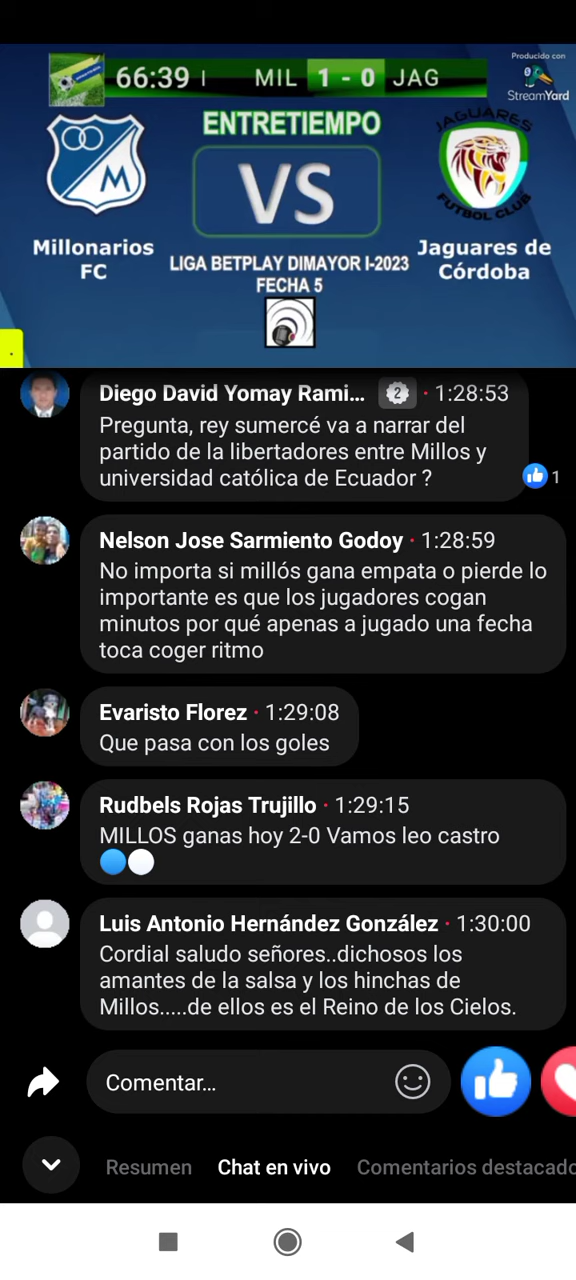 Producido con
StreamYard
66:39 | MIL 1 - 0 JAG
ENTRETIEMPO
VS
M
JAGUARES
FUTBOL CLUB
Millonarios
FC
Jaguares de
Córdoba
LIGA BETPLAY DIMAYOR I-2023
FECHA 5
Diego David Yomay Rami... 2 · 1:28:53
Pregunta, rey sumercé va a narrar del
partido de la libertadores entre Millos y
universidad católica de Ecuador ?
1
Nelson Jose Sarmiento Godoy · 1:28:59
No importa si millós gana empata o pierde lo
importante es que los jugadores cogan
minutos por qué apenas a jugado una fecha
toca coger ritmo
Evaristo Florez · 1:29:08
Que pasa con los goles
Rudbels Rojas Trujillo · 1:29:15
MILLOS ganas hoy 2-0 Vamos leo castro
🔵⚪
Luis Antonio Hernández González · 1:30:00
Cordial saludo señores..dichosos los
amantes de la salsa y los hinchas de
Millos.....de ellos es el Reino de los Cielos.
Comentar...
Resumen Chat en vivo Comentarios destacado